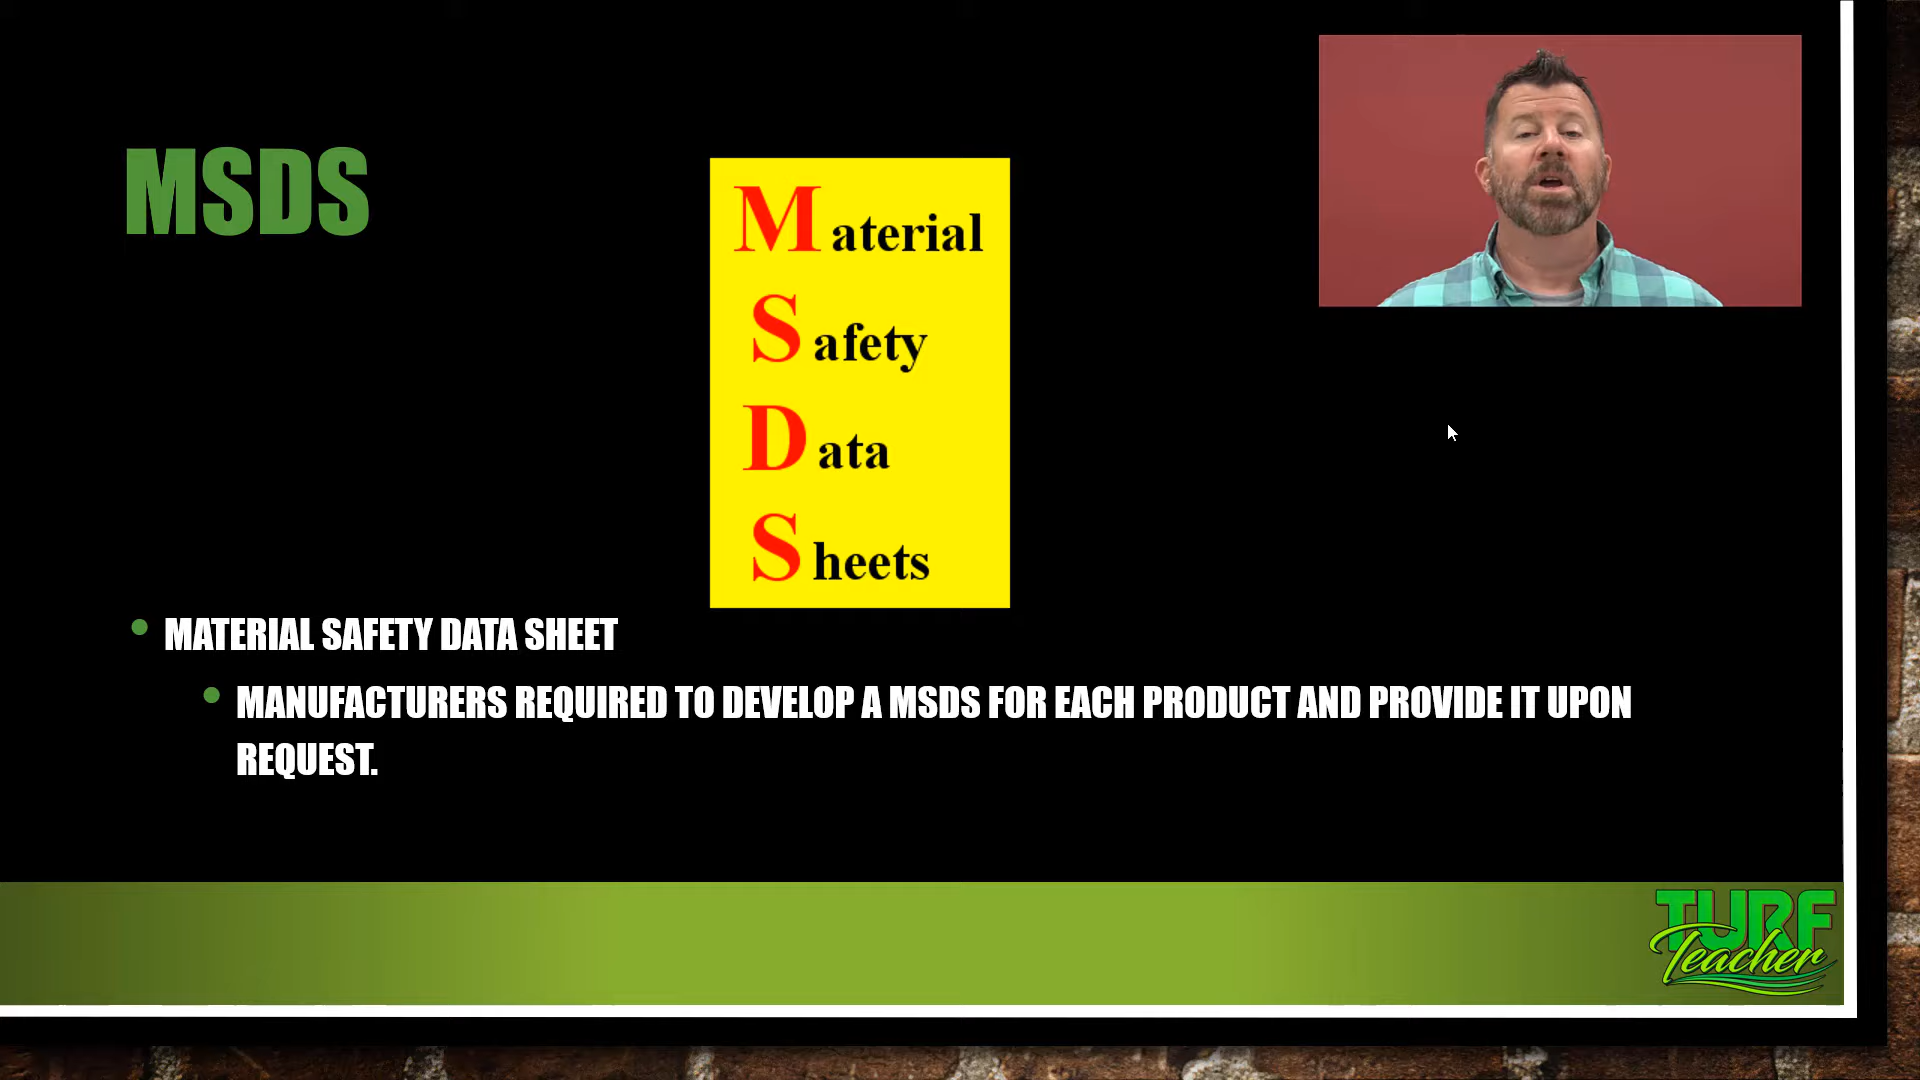 MSDS
Material
Safety
Data
Sheets
MATERIAL SAFETY DATA SHEET
MANUFACTURERS REQUIRED TO DEVELOP A MSDS FOR EACH PRODUCT AND PROVIDE IT UPON
REQUEST.
TURF
Teacher